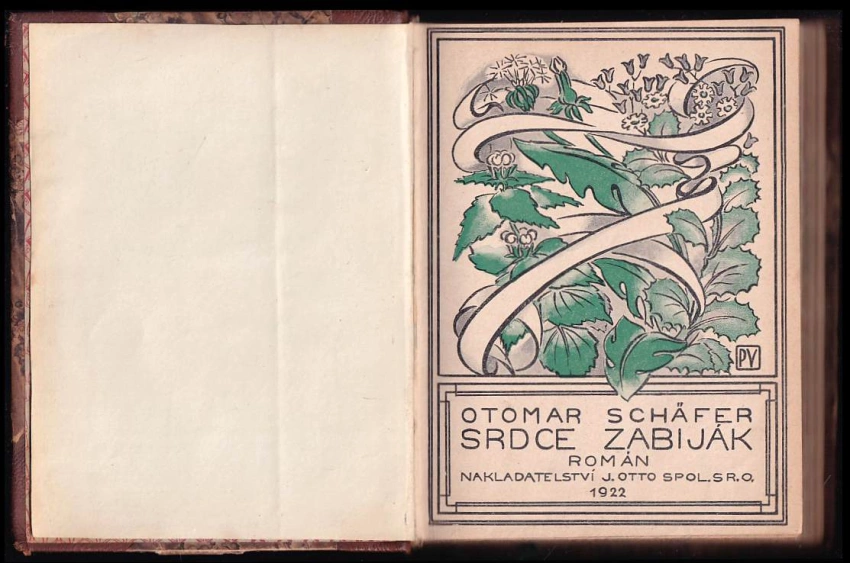 PV
OTOMAR SCHÄFER
SRDCE ZABIJÁK
ROMÁN
NAKLADATELSTVÍ J. OTTO SPOL. S R. O.
1922